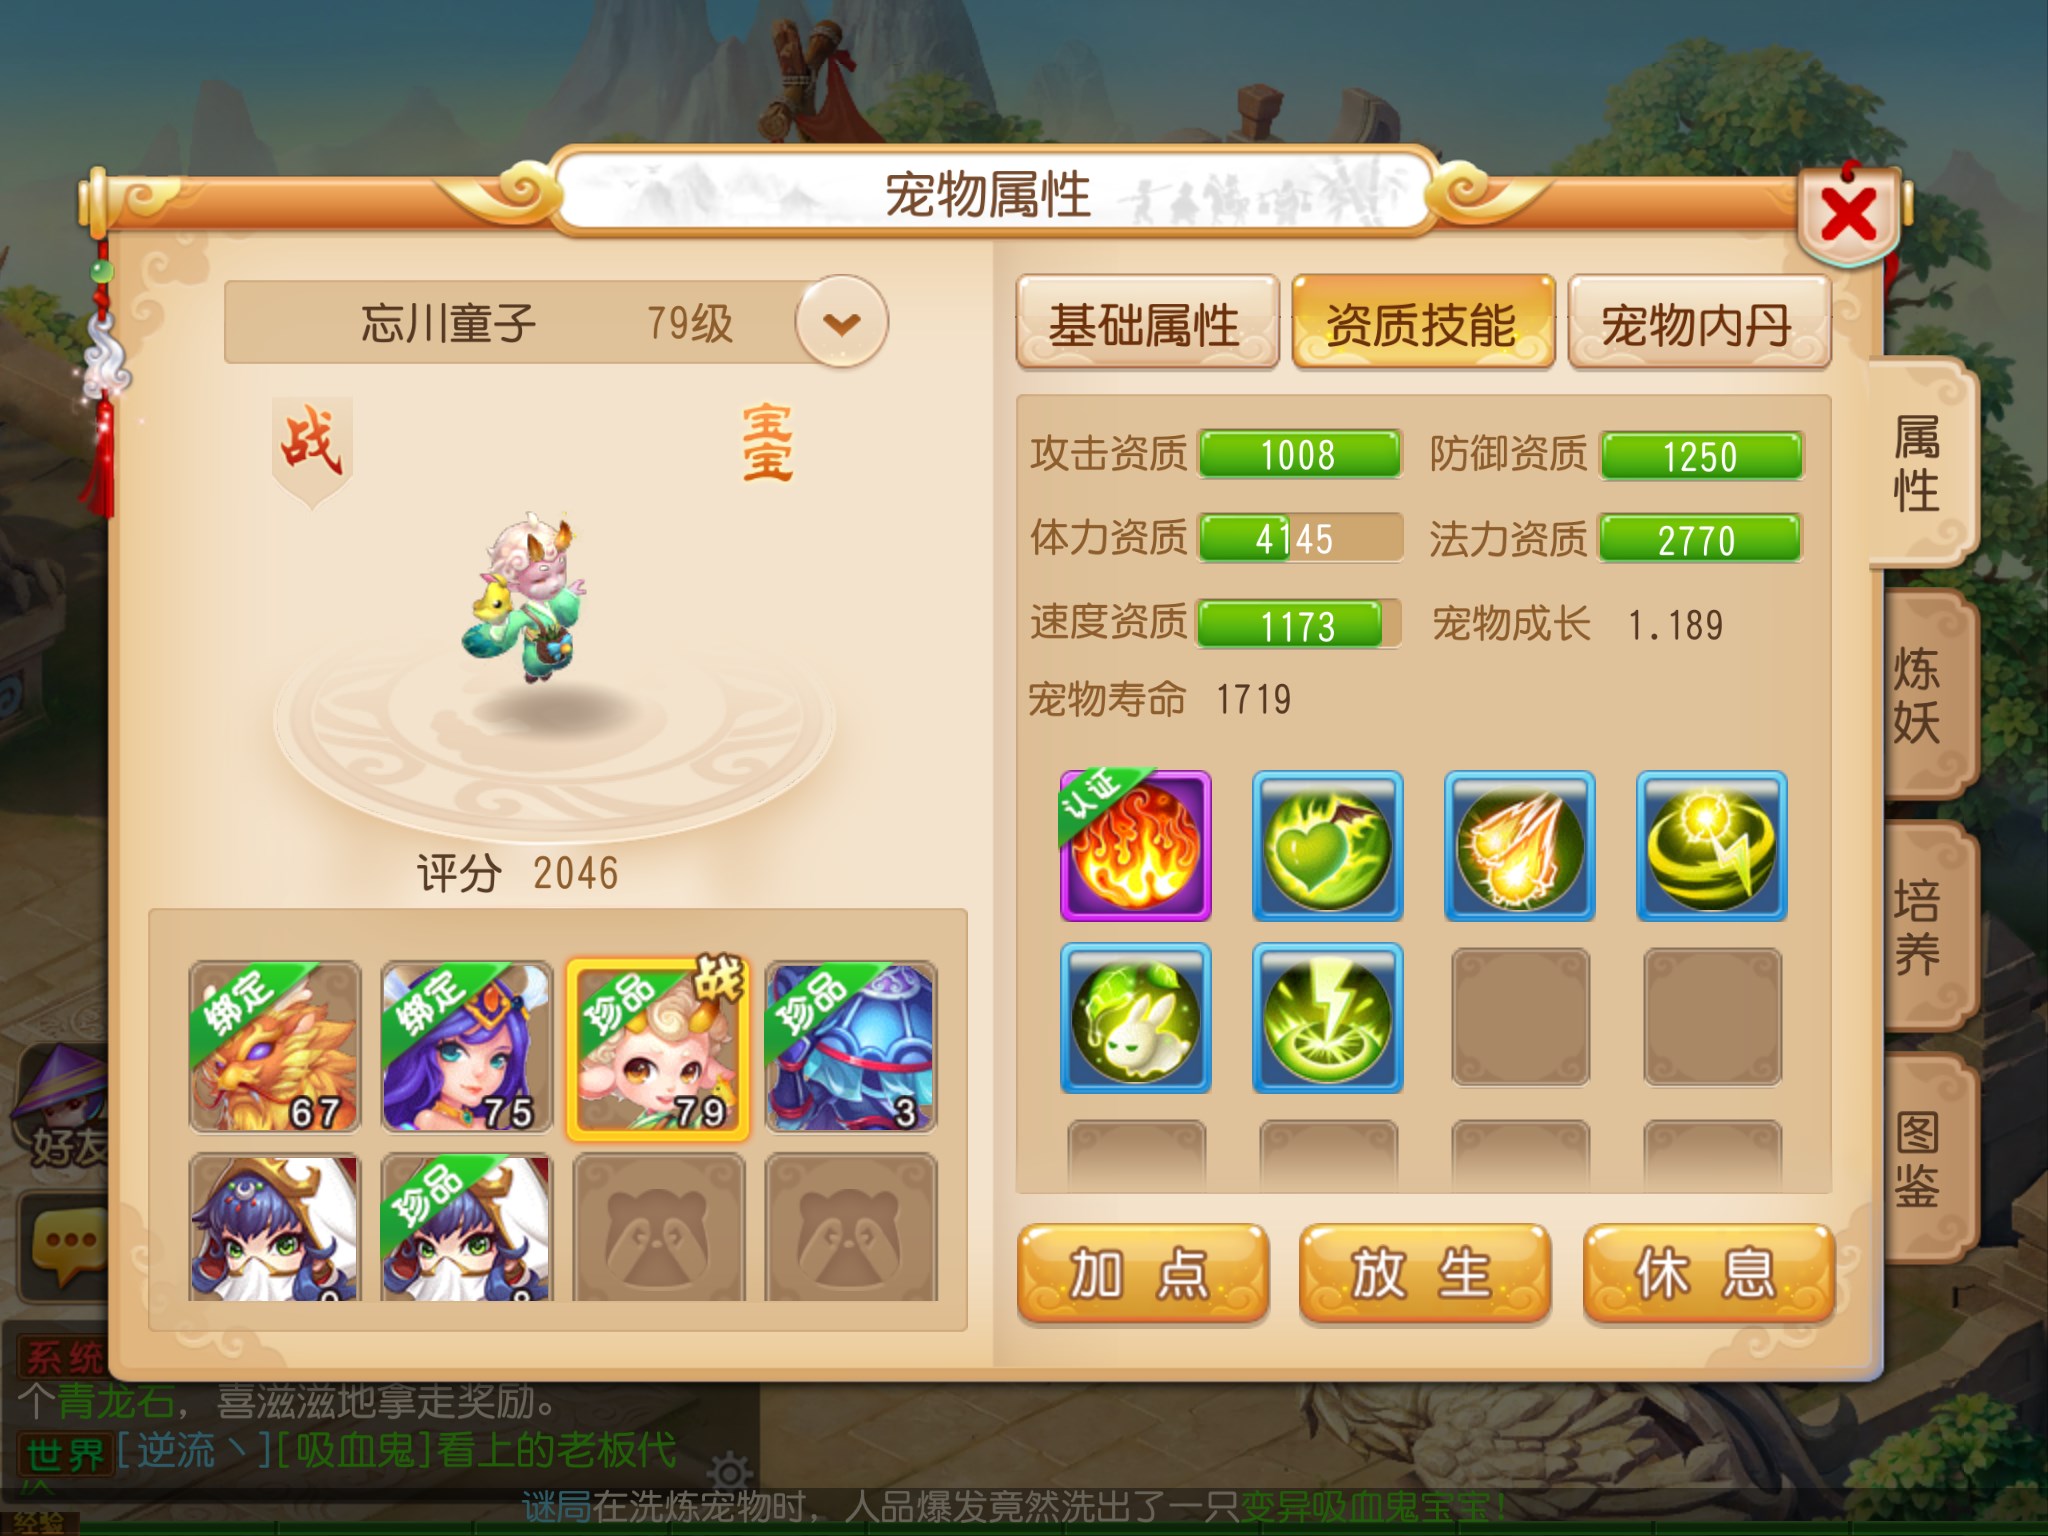 宠物属性
忘川童子 79级
战
宝宝
评分 2046
绑定 67
绑定 75
珍品 战 79
珍品 3
珍品
基础属性 资质技能 宠物内丹
攻击资质 1008 防御资质 1250
体力资质 4145 法力资质 2770
速度资质 1173 宠物成长 1.189
宠物寿命 1719
认证
加点 放生 休息
属性
炼妖
培养
图鉴
好友
系统
个青龙石，喜滋滋地拿走奖励。
世界[逆流丶][吸血鬼]看上的老板代
谜局在洗炼宠物时，人品爆发竟然洗出了一只变异吸血鬼宝宝！
经验